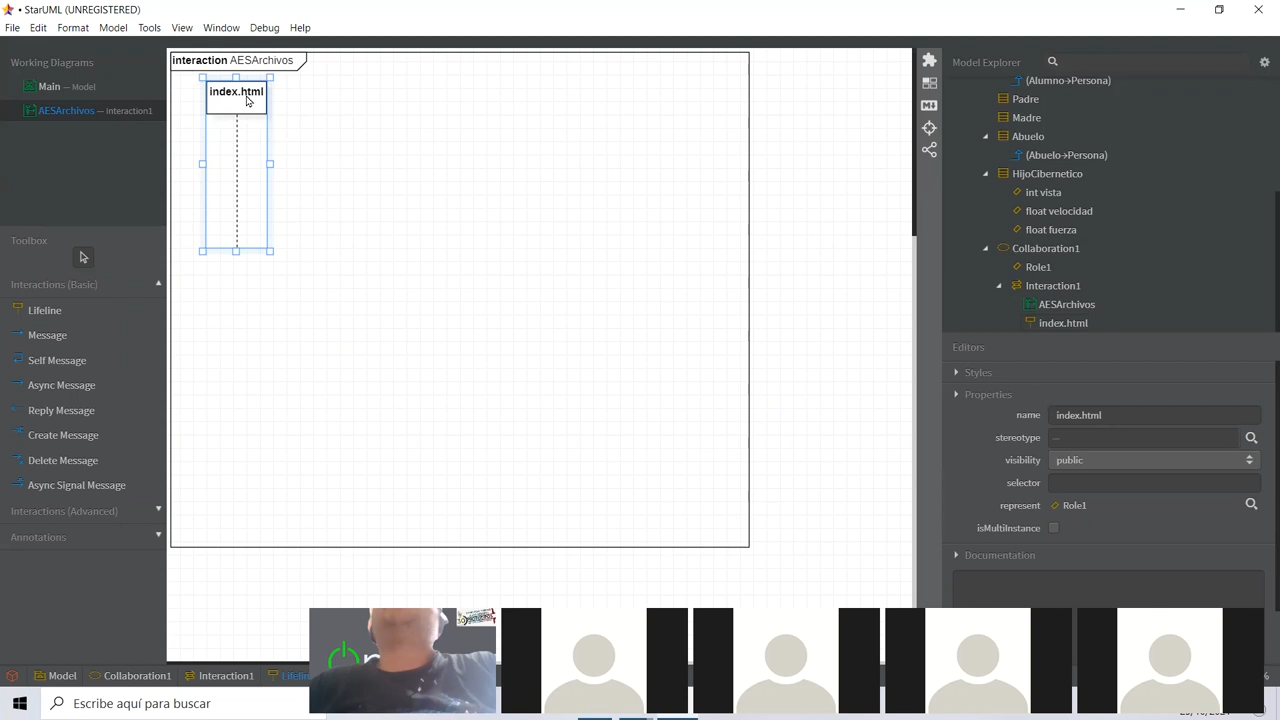 • StarUML (UNREGISTERED)
File Edit Format Model Tools View Window Debug Help
Working Diagrams
Main — Model
AESArchivos — Interaction1
Toolbox
Interactions (Basic)
Lifeline
Message
Self Message
Async Message
Reply Message
Create Message
Delete Message
Async Signal Message
Interactions (Advanced)
Annotations
interaction AESArchivos
index.html
Model Explorer
(Alumno→Persona)
Padre
Madre
Abuelo
(Abuelo→Persona)
HijoCibernetico
int vista
float velocidad
float fuerza
Collaboration1
Role1
Interaction1
AESArchivos
index.html
Editors
Styles
Properties
name index.html
stereotype —
visibility public
selector
represent Role1
isMultiInstance
Documentation
Model Collaboration1 Interaction1
%
Escribe aquí para buscar